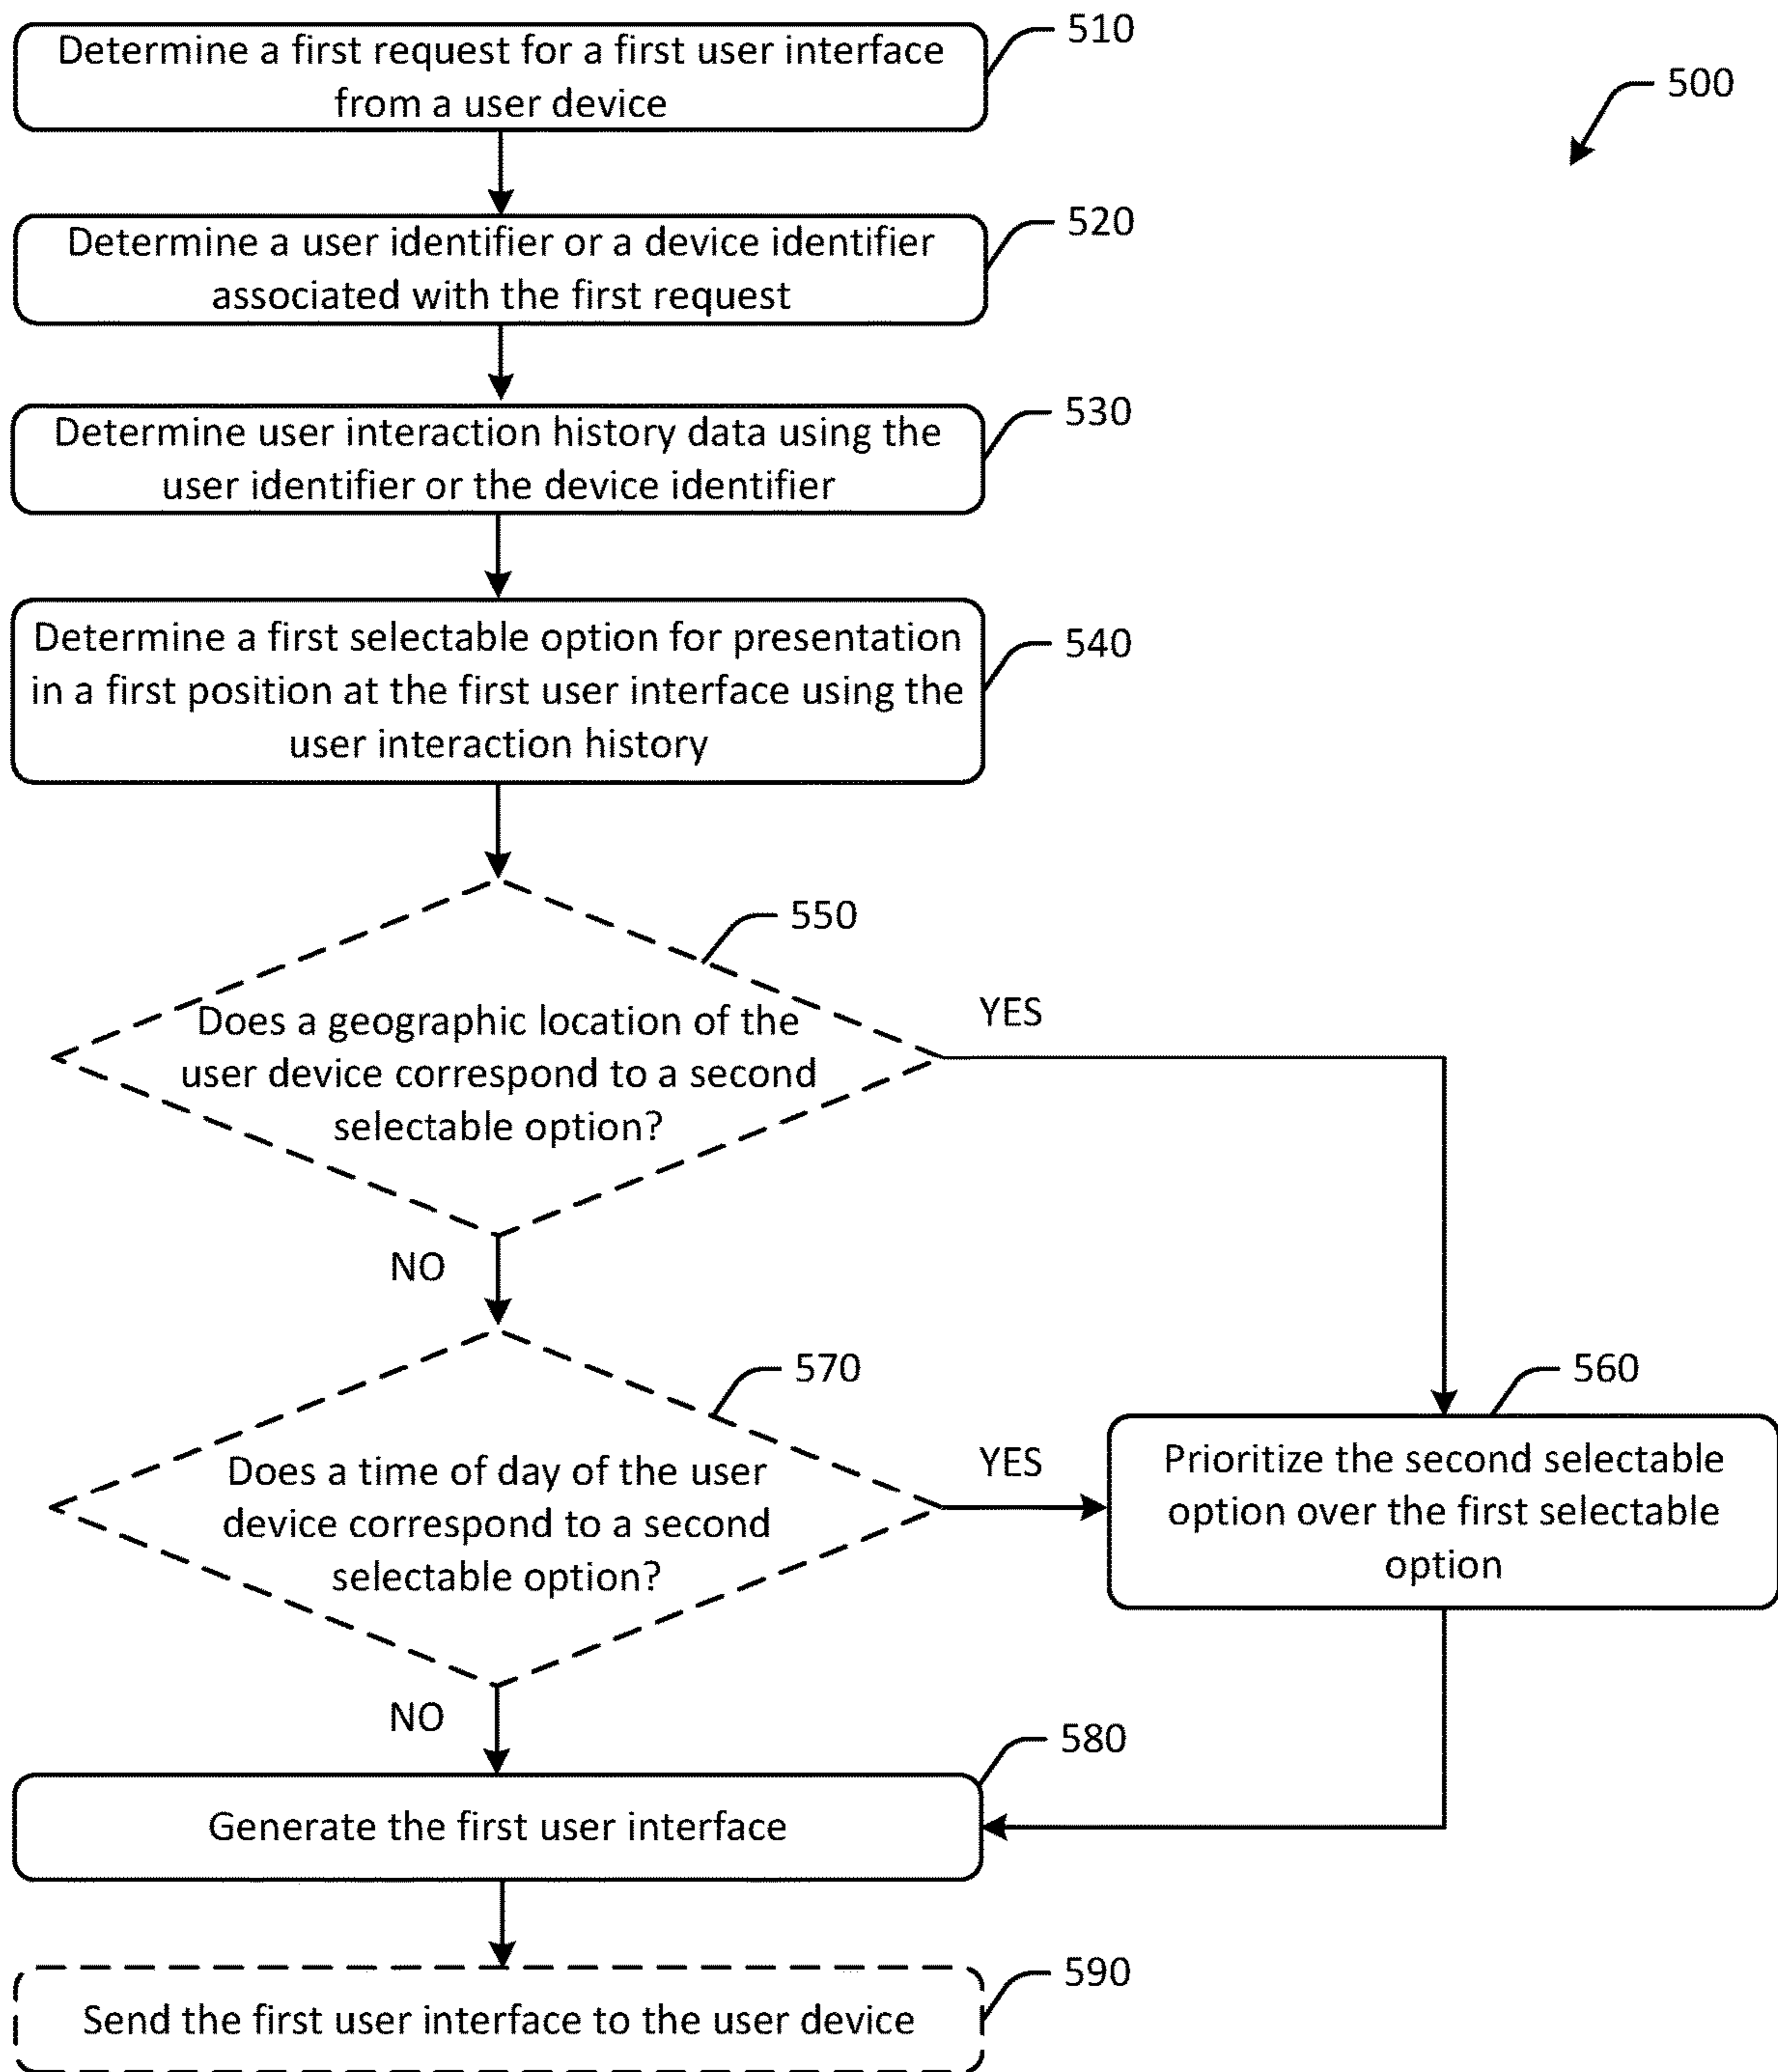 510
Determine a first request for a first user interface
from a user device
500
520
Determine a user identifier or a device identifier
associated with the first request
530
Determine user interaction history data using the
user identifier or the device identifier
540
Determine a first selectable option for presentation
in a first position at the first user interface using the
user interaction history
550
Does a geographic location of the
user device correspond to a second
selectable option?
YES
NO
570
Does a time of day of the user
device correspond to a second
selectable option?
YES
560
Prioritize the second selectable
option over the first selectable
option
NO
580
Generate the first user interface
590
Send the first user interface to the user device